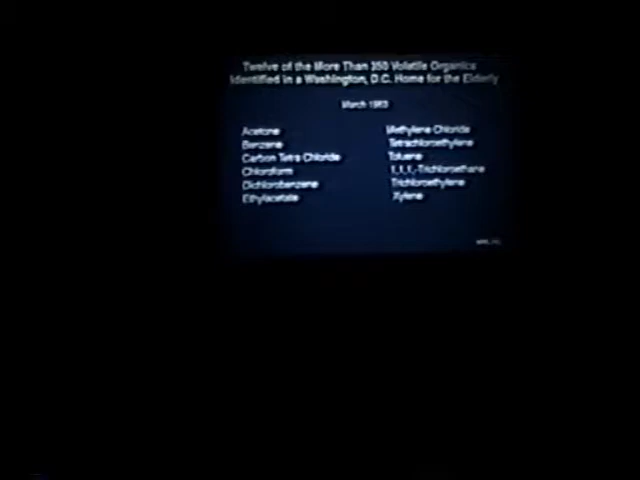 Twelve of the More Than 350 Volatile Organics
Identified in a Washington, D.C. Home for the Elderly
March 1983
Acetone
Benzene
Carbon Tetra Chloride
Chloroform
Dichlorobenzene
Ethylacetate
Methylene Chloride
Tetrachloroethylene
Toluene
1,1,1,-Trichloroethane
Trichloroethylene
Xylene